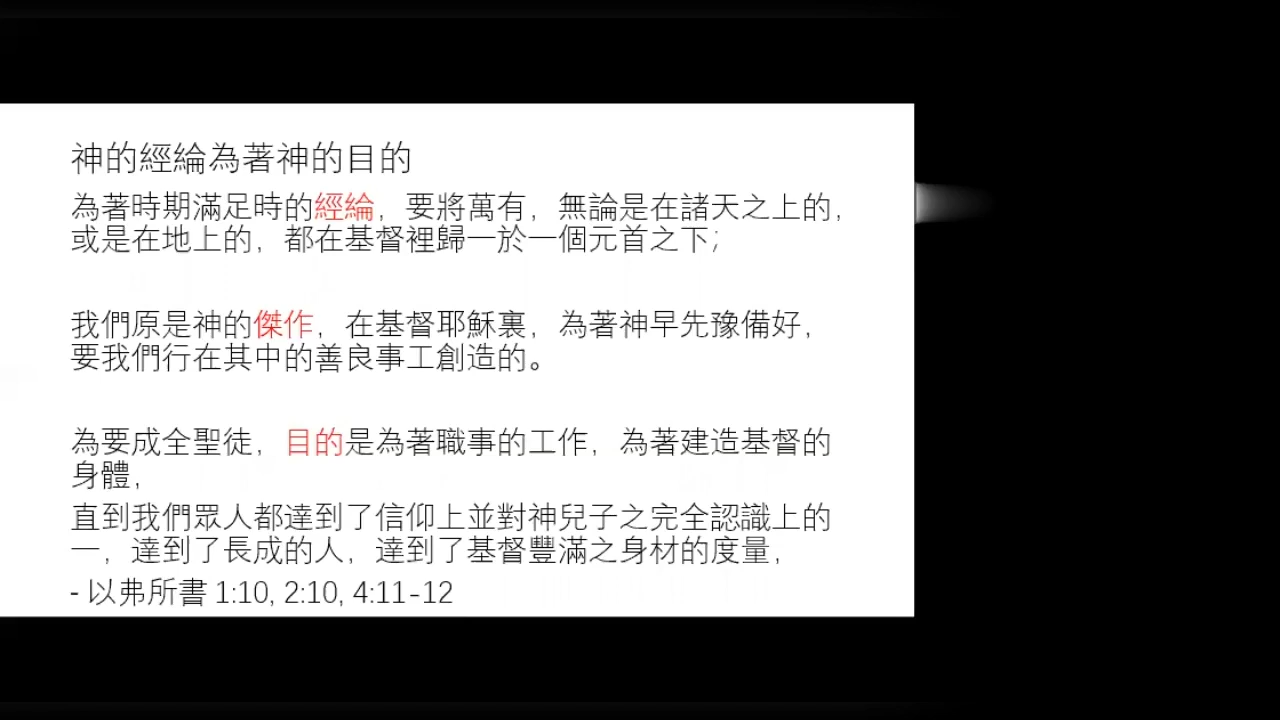 神的經綸為著神的目的
為著時期滿足時的經綸，要將萬有，無論是在諸天之上的，
或是在地上的，都在基督裡歸一於一個元首之下；
我們原是神的傑作，在基督耶穌裏，為著神早先豫備好，
要我們行在其中的善良事工創造的。
為要成全聖徒，目的是為著職事的工作，為著建造基督的
身體，
直到我們眾人都達到了信仰上並對神兒子之完全認識上的
一，達到了長成的人，達到了基督豐滿之身材的度量，
- 以弗所書 1:10, 2:10, 4:11-12